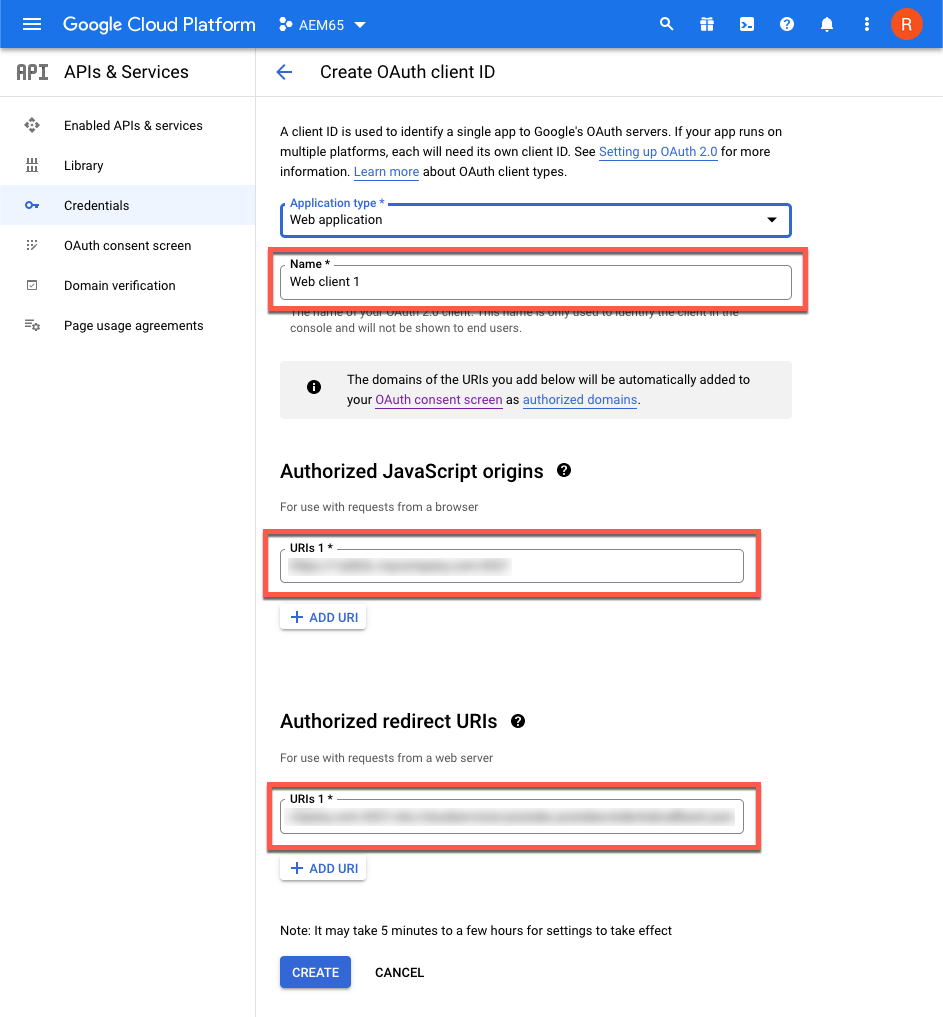 Google Cloud Platform AEM65 R
API APIs & Services
Create OAuth client ID
Enabled APIs & services
Library
Credentials
OAuth consent screen
Domain verification
Page usage agreements
A client ID is used to identify a single app to Google's OAuth servers. If your app runs on
multiple platforms, each will need its own client ID. See Setting up OAuth 2.0 for more
information. Learn more about OAuth client types.
Application type *
Web application
Name *
Web client 1
The name of your OAuth 2.0 client. This name is only used to identify the client in the
console and will not be shown to end users.
The domains of the URIs you add below will be automatically added to
your OAuth consent screen as authorized domains.
Authorized JavaScript origins
For use with requests from a browser
URIs 1 *
ADD URI
Authorized redirect URIs
For use with requests from a web server
URIs 1 *
ADD URI
Note: It may take 5 minutes to a few hours for settings to take effect
CREATE CANCEL